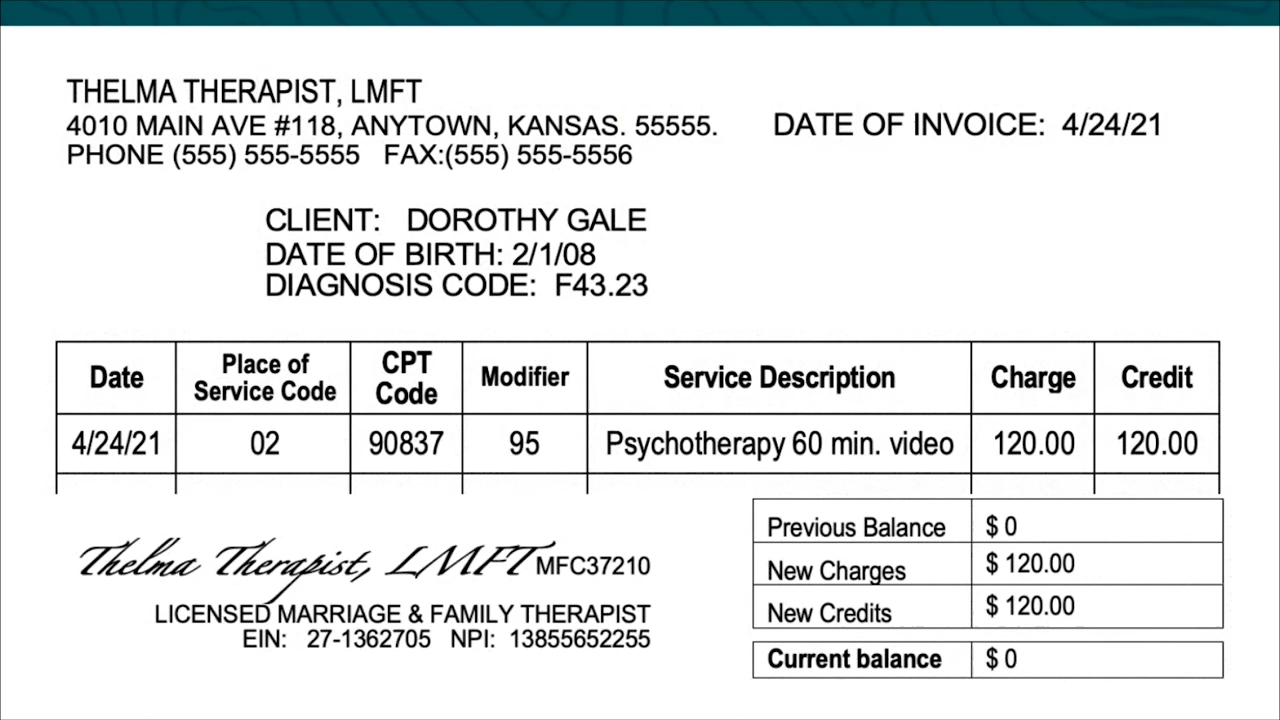 THELMA THERAPIST, LMFT
4010 MAIN AVE #118, ANYTOWN, KANSAS. 55555.
DATE OF INVOICE: 4/24/21
PHONE (555) 555-5555 FAX:(555) 555-5556
CLIENT: DOROTHY GALE
DATE OF BIRTH: 2/1/08
DIAGNOSIS CODE: F43.23
Date Place of Service Code CPT Code Modifier Service Description Charge Credit
4/24/21 02 90837 95 Psychotherapy 60 min. video 120.00 120.00
Thelma Therapist, LMFT MFC37210
LICENSED MARRIAGE & FAMILY THERAPIST
EIN: 27-1362705 NPI: 13855652255
Previous Balance $ 0
New Charges $ 120.00
New Credits $ 120.00
Current balance $ 0